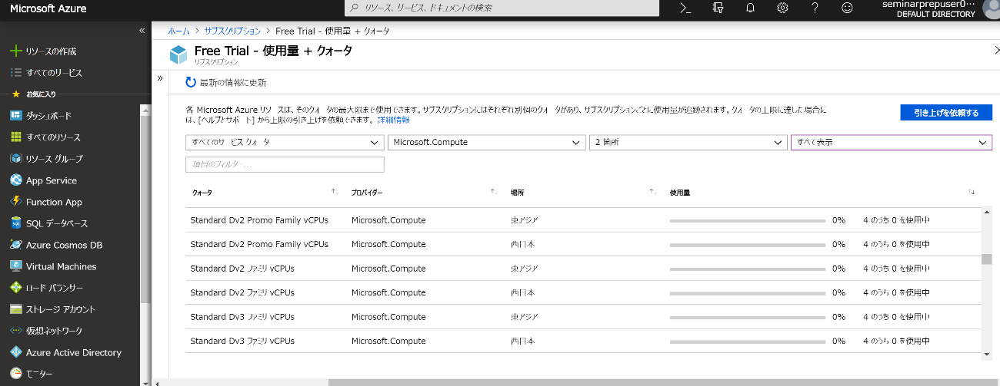 Microsoft Azure
リソース、サービス、ドキュメントの検索
seminarprepuser0...
DEFAULT DIRECTORY
リソースの作成
すべてのサービス
お気に入り
ダッシュボード
すべてのリソース
リソース グループ
App Service
Function App
SQL データベース
Azure Cosmos DB
Virtual Machines
ロード バランサー
ストレージ アカウント
仮想ネットワーク
Azure Active Directory
モニター
ホーム > サブスクリプション > Free Trial - 使用量 + クォータ
Free Trial - 使用量 + クォータ
サブスクリプション
最新の情報に更新
各 Microsoft Azure リソースは、そのクォータの最大限まで使用できます。サブスクリプションにはそれぞれ別個のクォータがあり、サブスクリプションごとに使用量が追跡されます。クォータの上限に達した場合に
は、[ヘルプとサポート] から上限の引き上げを依頼できます。 詳細情報
引き上げを依頼する
すべてのサービス クォータ Microsoft.Compute 2 箇所 すべて表示
項目のフィルター...
クォータ プロバイダー 場所 使用量
Standard Dv2 Promo Family vCPUs Microsoft.Compute 東アジア 0% 4 のうち 0 を使用中
Standard Dv2 Promo Family vCPUs Microsoft.Compute 西日本 0% 4 のうち 0 を使用中
Standard Dv2 ファミリ vCPUs Microsoft.Compute 東アジア 0% 4 のうち 0 を使用中
Standard Dv2 ファミリ vCPUs Microsoft.Compute 西日本 0% 4 のうち 0 を使用中
Standard Dv3 ファミリ vCPUs Microsoft.Compute 東アジア 0% 4 のうち 0 を使用中
Standard Dv3 ファミリ vCPUs Microsoft.Compute 西日本 0% 4 のうち 0 を使用中